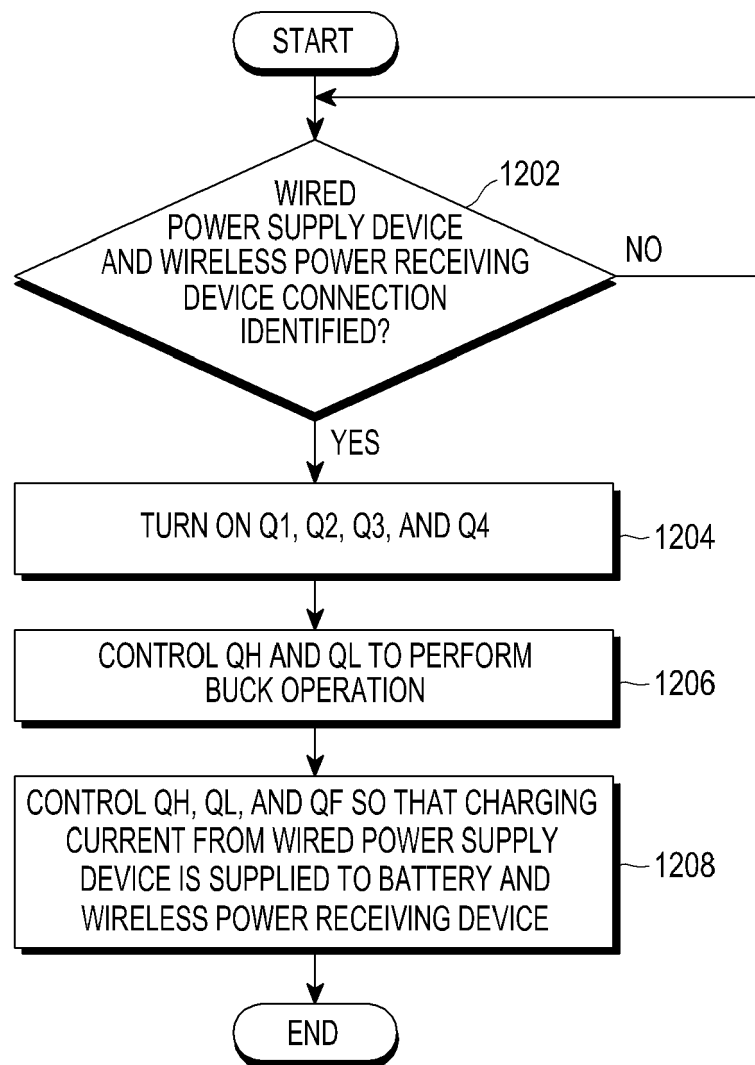 START
1202
WIRED
POWER SUPPLY DEVICE
AND WIRELESS POWER RECEIVING
DEVICE CONNECTION
IDENTIFIED?
NO
YES
TURN ON Q1, Q2, Q3, AND Q4
1204
CONTROL QH AND QL TO PERFORM
BUCK OPERATION
1206
CONTROL QH, QL, AND QF SO THAT CHARGING
CURRENT FROM WIRED POWER SUPPLY
DEVICE IS SUPPLIED TO BATTERY AND
WIRELESS POWER RECEIVING DEVICE
1208
END